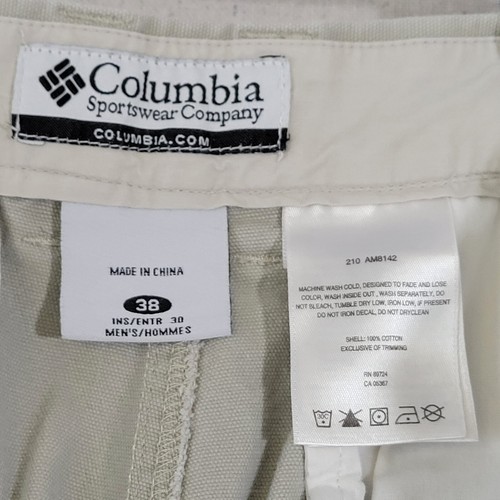 Columbia
Sportswear Company
COLUMBIA.COM
MADE IN CHINA
38
INS/ENTR 30
MEN'S/HOMMES
210 AM8142
MACHINE WASH COLD, DESIGNED TO FADE AND LOSE
COLOR, WASH INSIDE OUT , WASH SEPARATELY, DO
NOT BLEACH, TUMBLE DRY LOW, IRON LOW, IF PRESENT
DO NOT IRON DECAL, DO NOT DRYCLEAN
SHELL: 100% COTTON
EXCLUSIVE OF TRIMMING
RN 69724
CA 05367
30C